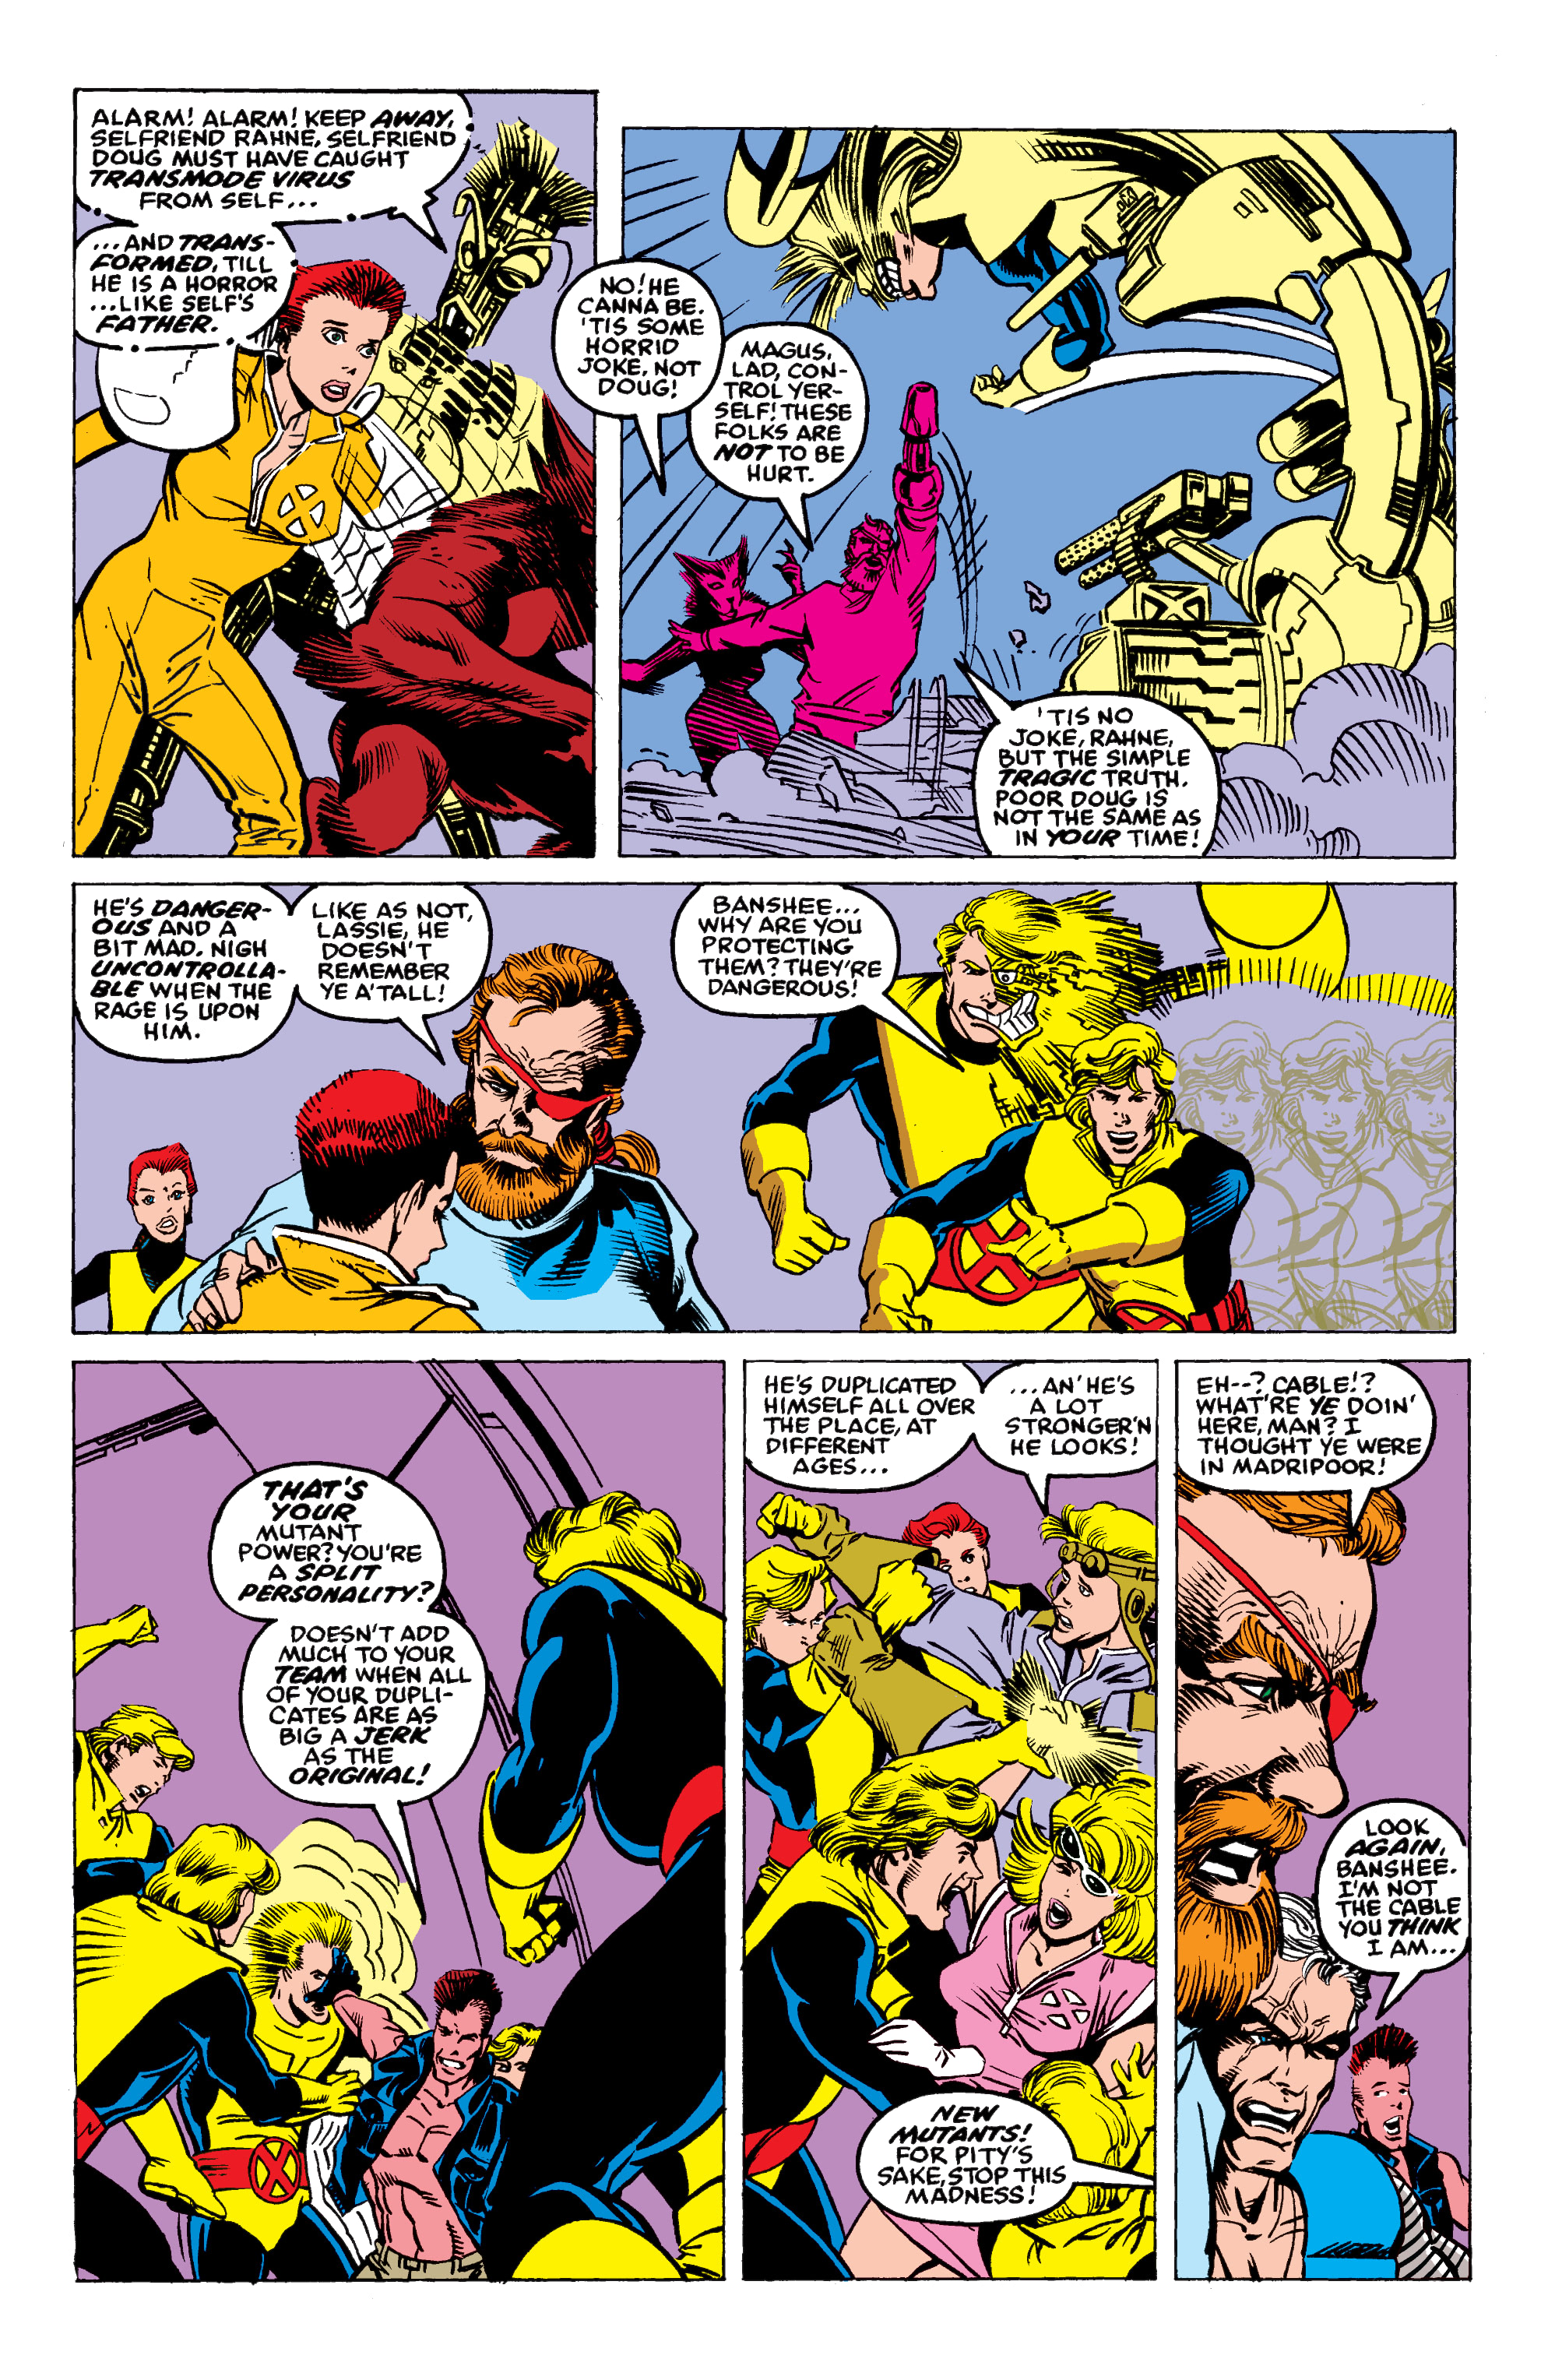 ALARM! ALARM! KEEP AWAY,
SELFRIEND RAHNE, SELFRIEND
DOUG MUST HAVE CAUGHT
TRANSMODE VIRUS
FROM SELF...
...AND TRANS-
FORMED, TILL
HE IS A HORROR
...LIKE SELF'S
FATHER.
NO! HE
CANNA BE.
'TIS SOME
HORRID
JOKE, NOT
DOUG!
MAGUS,
LAD, CON-
TROL YER-
SELF! THESE
FOLKS ARE
NOT TO BE
HURT.
'TIS NO
JOKE, RAHNE,
BUT THE SIMPLE
TRAGIC TRUTH.
POOR DOUG IS
NOT THE SAME AS
IN YOUR TIME!
HE'S DANGER-
OUS AND A
BIT MAD. NIGH
UNCONTROLLA-
BLE WHEN THE
RAGE IS UPON
HIM.
LIKE AS NOT,
LASSIE, HE
DOESN'T
REMEMBER
YE A'TALL!
BANSHEE...
WHY ARE YOU
PROTECTING
THEM? THEY'RE
DANGEROUS!
THAT'S
YOUR
MUTANT
POWER? YOU'RE
A SPLIT
PERSONALITY?
DOESN'T ADD
MUCH TO YOUR
TEAM WHEN ALL
OF YOUR DUPLI-
CATES ARE AS
BIG A JERK
AS THE
ORIGINAL!
HE'S DUPLICATED
HIMSELF ALL OVER
THE PLACE, AT
DIFFERENT
AGES...
...AN' HE'S
A LOT
STRONGER'N
HE LOOKS!
NEW
MUTANTS!
FOR PITY'S
SAKE, STOP THIS
MADNESS!
EH--? CABLE!?
WHAT'RE YE DOIN'
HERE, MAN? I
THOUGHT YE WERE
IN MADRIPOOR!
LOOK
AGAIN,
BANSHEE.
I'M NOT
THE CABLE
YOU THINK
I AM...